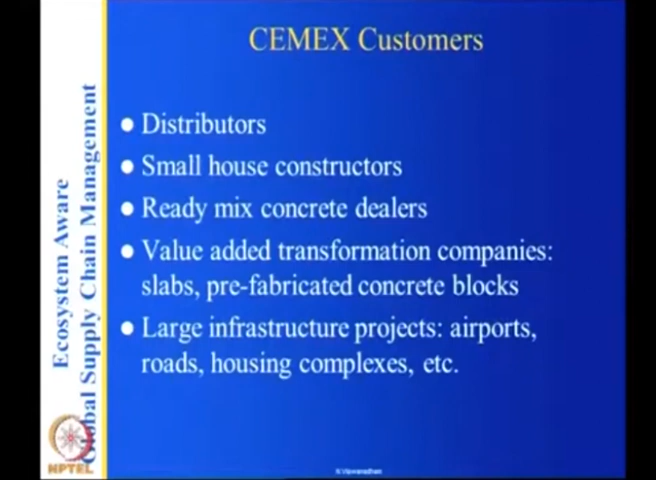 CEMEX Customers
Distributors
Small house constructors
Ready mix concrete dealers
Value added transformation companies:
slabs, pre-fabricated concrete blocks
Large infrastructure projects: airports,
roads, housing complexes, etc.
Ecosystem Aware
Global Supply Chain Management
NPTEL
N.Viswanadham